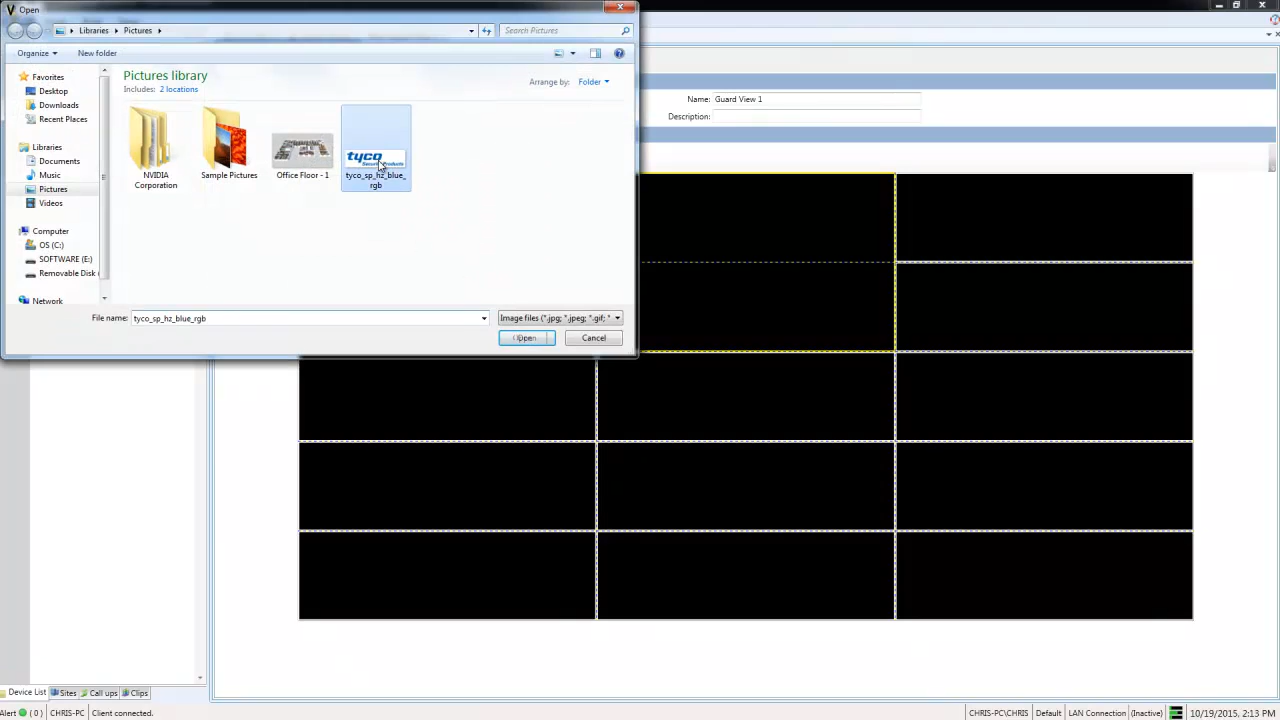 Open
Libraries
Pictures
Search Pictures
Organize
New folder
Name:
Guard View 1
Description:
Favorites
Desktop
Downloads
Recent Places
Libraries
Documents
Music
Pictures
Videos
Computer
OS (C:)
SOFTWARE (E:)
Removable Disk
Network
Pictures library
Includes: 2 locations
Arrange by:
Folder
NVIDIA
Corporation
Sample Pictures
Office Floor - 1
tyco
Security Products
tyco_sp_hz_blue_
rgb
File name:
tyco_sp_hz_blue_rgb
Image files (*.jpg; *.jpeg; *.gif; *
Open
Cancel
Device List
Sites
Call ups
Clips
Alert
( 0 )
CHRIS-PC
Client connected.
CHRIS-PC\CHRIS
Default
LAN Connection
(Inactive)
10/19/2015, 2:13 PM